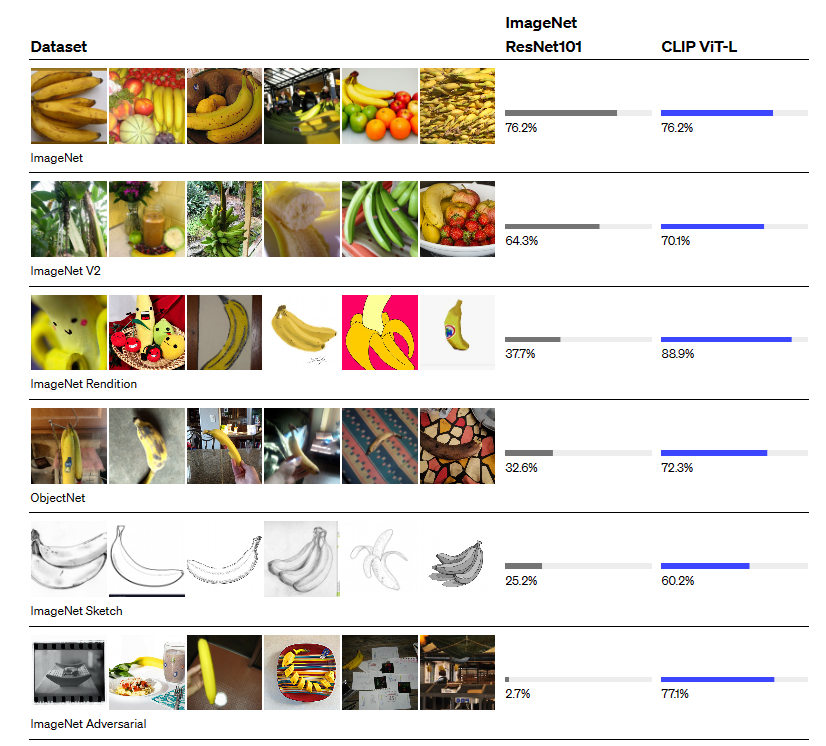 ImageNet
Dataset
ResNet101
CLIP ViT-L
76.2%
76.2%
ImageNet
64.3%
70.1%
ImageNet V2
37.7%
88.9%
ImageNet Rendition
32.6%
72.3%
ObjectNet
25.2%
60.2%
ImageNet Sketch
2.7%
77.1%
ImageNet Adversarial